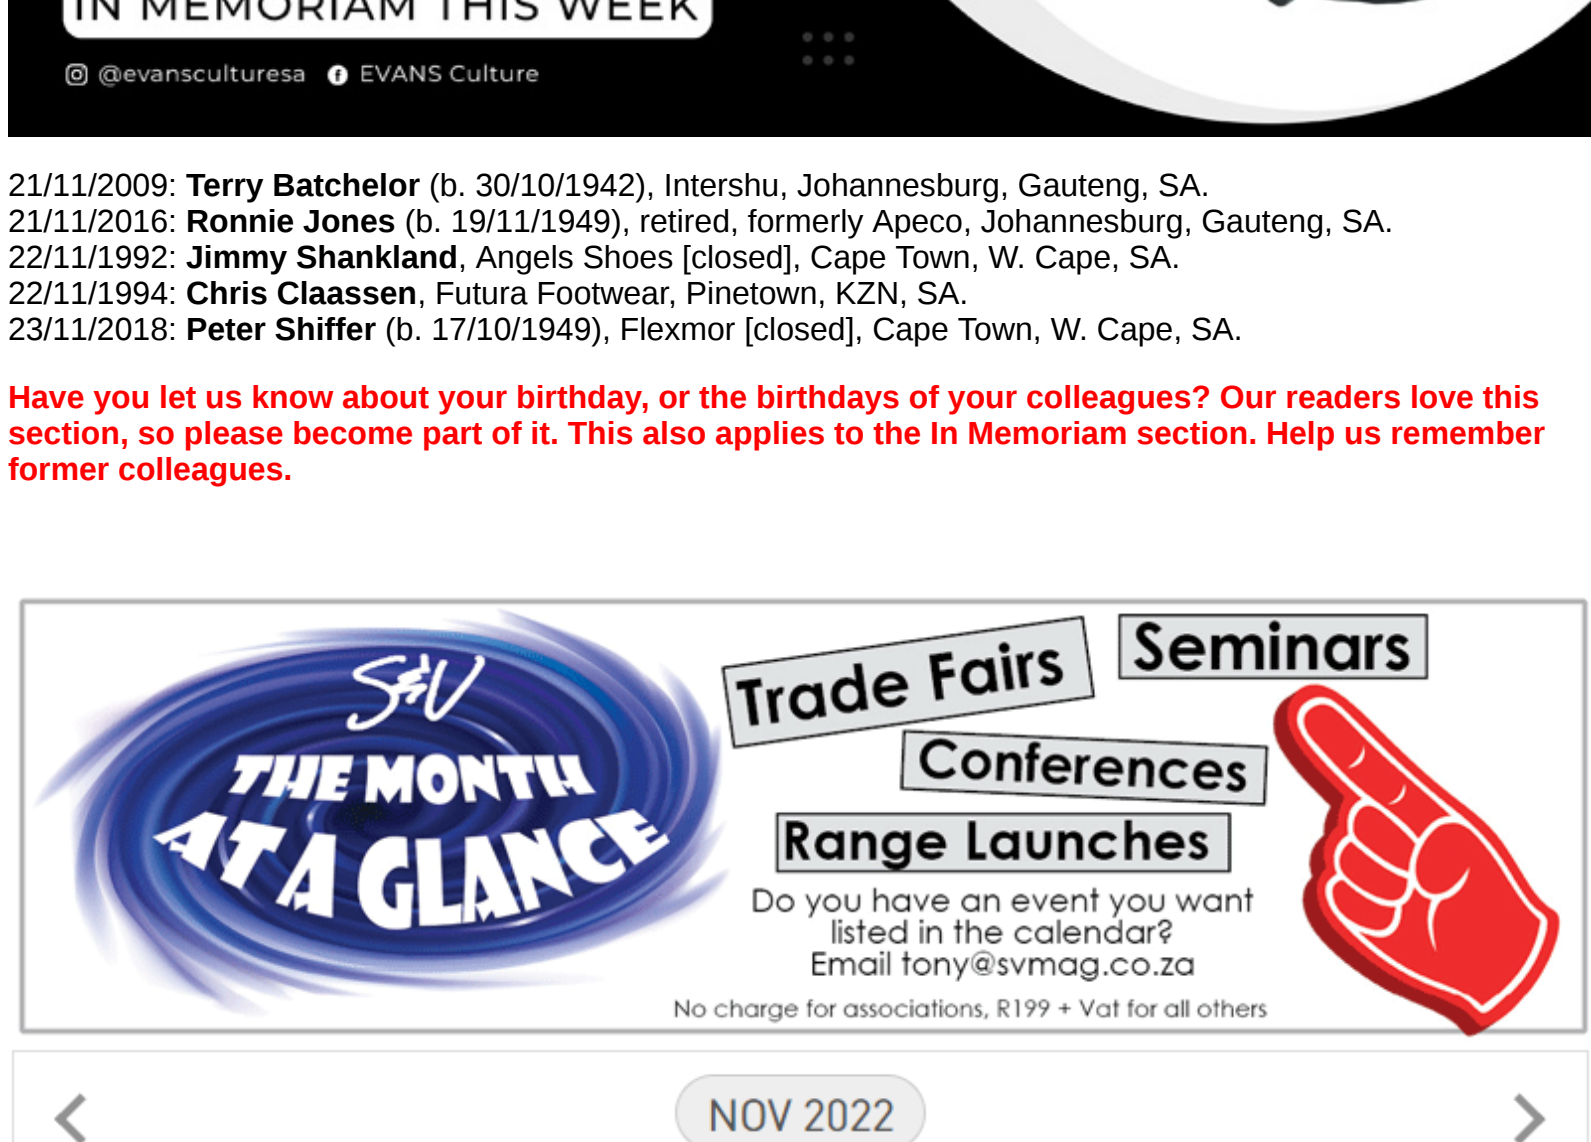 IN MEMORIAM THIS WEEK
@evansculturesa EVANS Culture
21/11/2009: Terry Batchelor (b. 30/10/1942), Intershu, Johannesburg, Gauteng, SA.
21/11/2016: Ronnie Jones (b. 19/11/1949), retired, formerly Apeco, Johannesburg, Gauteng, SA.
22/11/1992: Jimmy Shankland, Angels Shoes [closed], Cape Town, W. Cape, SA.
22/11/1994: Chris Claassen, Futura Footwear, Pinetown, KZN, SA.
23/11/2018: Peter Shiffer (b. 17/10/1949), Flexmor [closed], Cape Town, W. Cape, SA.
Have you let us know about your birthday, or the birthdays of your colleagues? Our readers love this
section, so please become part of it. This also applies to the In Memoriam section. Help us remember
former colleagues.
S&V
THE MONTH
AT A GLANCE
Trade Fairs
Seminars
Conferences
Range Launches
Do you have an event you want
listed in the calendar?
Email tony@svmag.co.za
No charge for associations, R199 + Vat for all others
NOV 2022